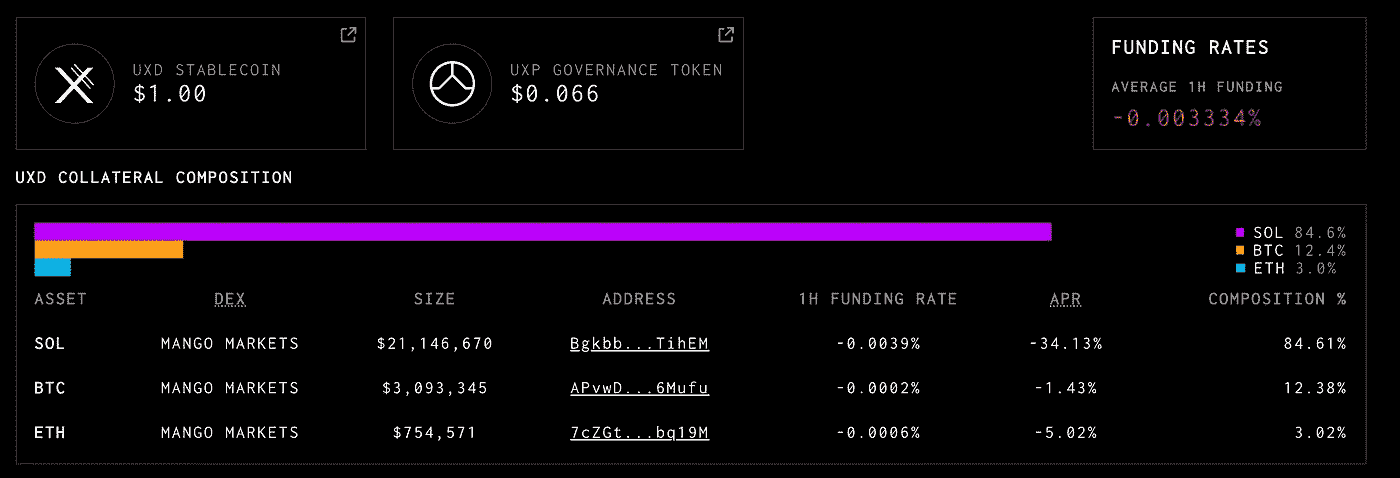 UXD STABLECOIN
$1.00
UXP GOVERNANCE TOKEN
$0.066
FUNDING RATES
AVERAGE 1H FUNDING
-0.003334%
UXD COLLATERAL COMPOSITION
SOL 84.6%
BTC 12.4%
ETH 3.0%
ASSET DEX SIZE ADDRESS 1H FUNDING RATE APR COMPOSITION %
SOL MANGO MARKETS $21,146,670 Bgkbb...TihEM -0.0039% -34.13% 84.61%
BTC MANGO MARKETS $3,093,345 APvwD...6Mufu -0.0002% -1.43% 12.38%
ETH MANGO MARKETS $754,571 7cZGt...bq19M -0.0006% -5.02% 3.02%